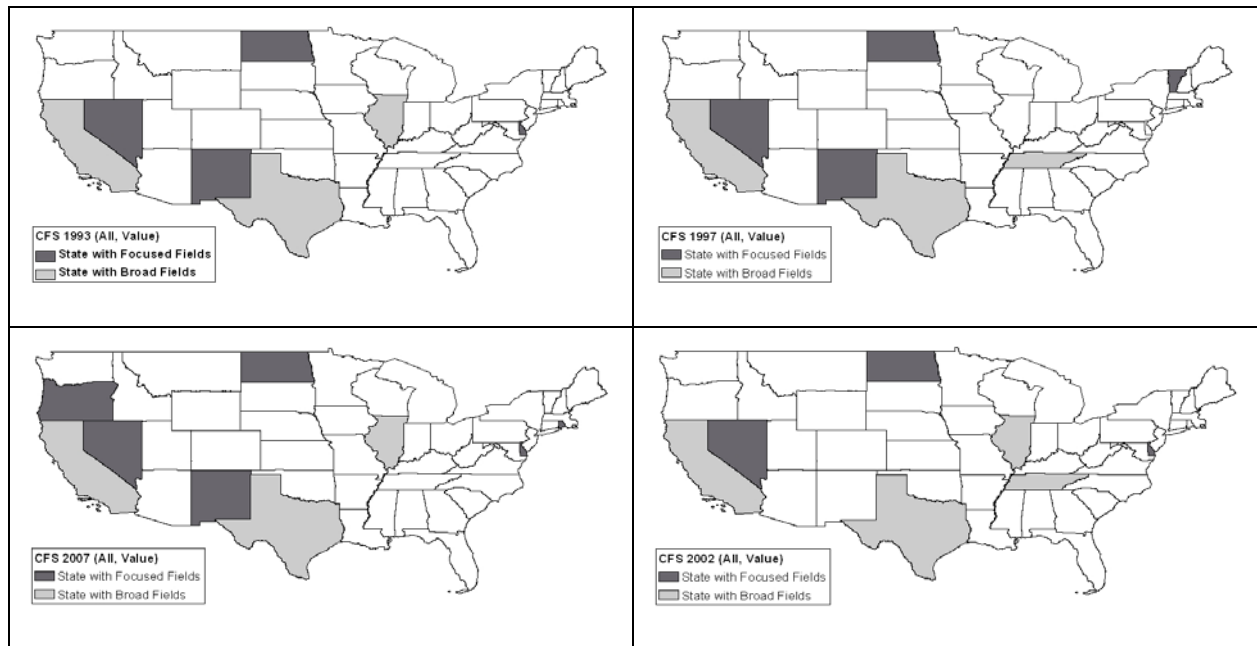 CFS 1993 (All, Value)
State with Focused Fields
State with Broad Fields
CFS 1997 (All, Value)
State with Focused Fields
State with Broad Fields
CFS 2007 (All, Value)
State with Focused Fields
State with Broad Fields
CFS 2002 (All, Value)
State with Focused Fields
State with Broad Fields